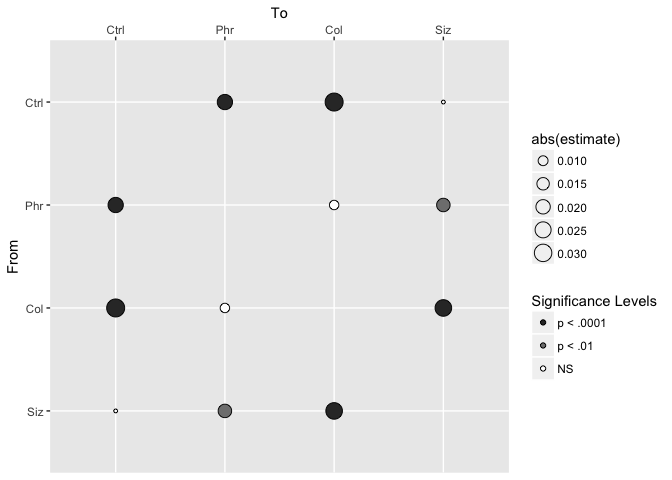 To
Ctrl Phr Col Siz
Ctrl
Phr
Col
Siz
From
abs(estimate)
0.010
0.015
0.020
0.025
0.030
Significance Levels
p < .0001
p < .01
NS